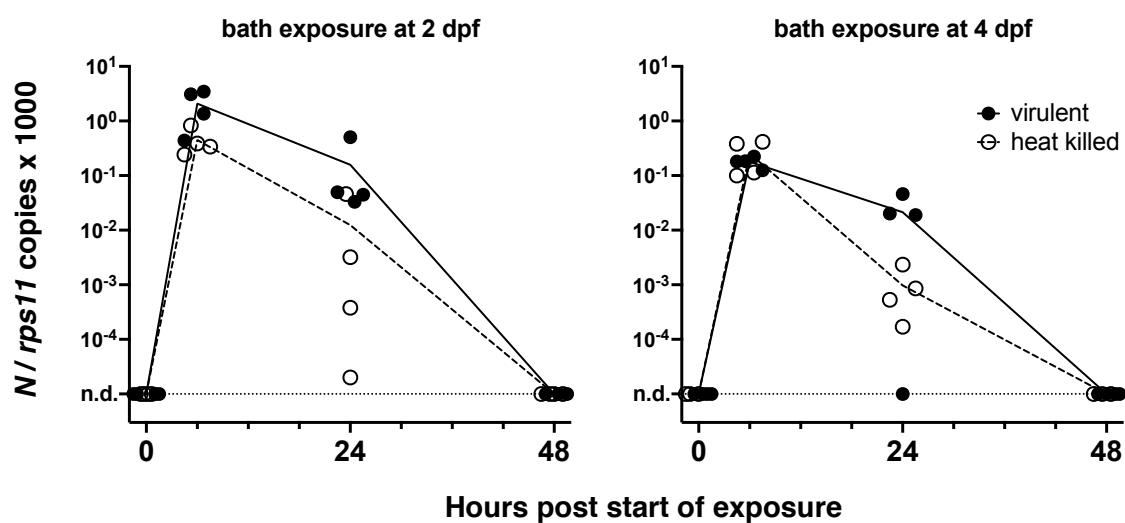 bath exposure at 2 dpf
bath exposure at 4 dpf
N / rps11 copies x 1000
10¹
10⁰
10⁻¹
10⁻²
10⁻³
10⁻⁴
n.d.
0
24
48
10¹
10⁰
10⁻¹
10⁻²
10⁻³
10⁻⁴
n.d.
0
24
48
virulent
heat killed
Hours post start of exposure